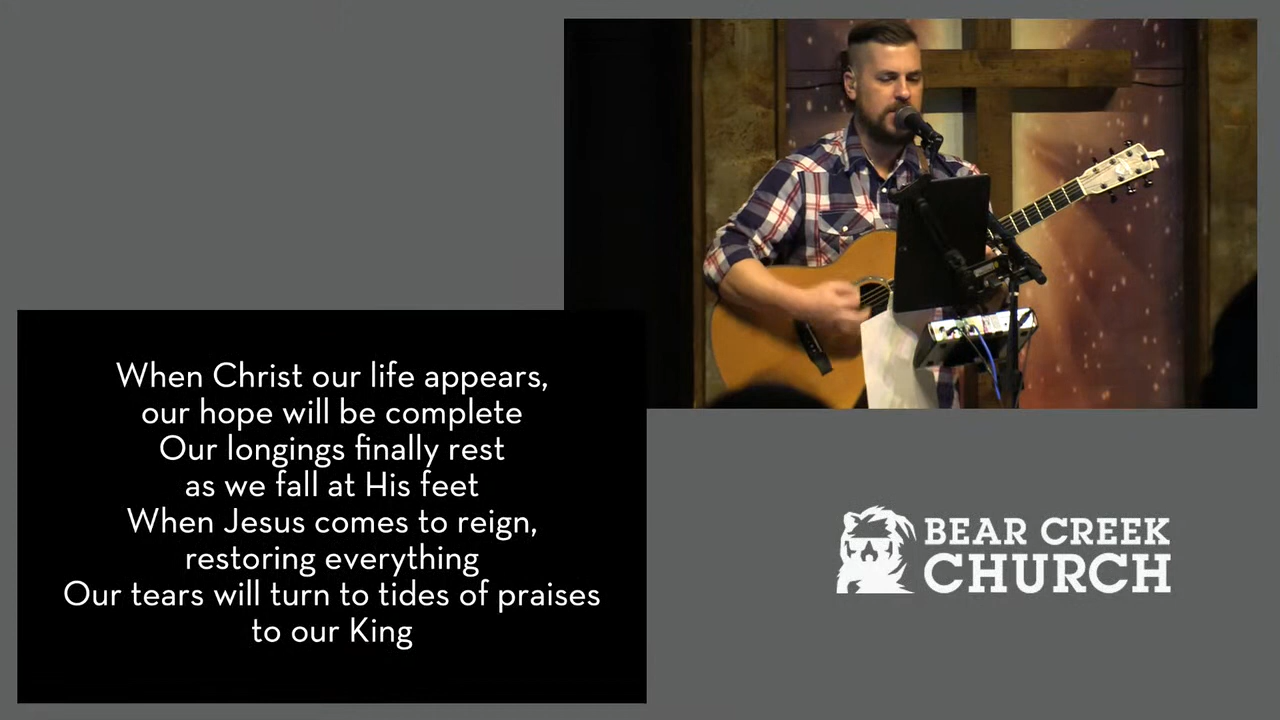 When Christ our life appears,
our hope will be complete
Our longings finally rest
as we fall at His feet
When Jesus comes to reign,
restoring everything
Our tears will turn to tides of praises
to our King
BEAR CREEK
CHURCH